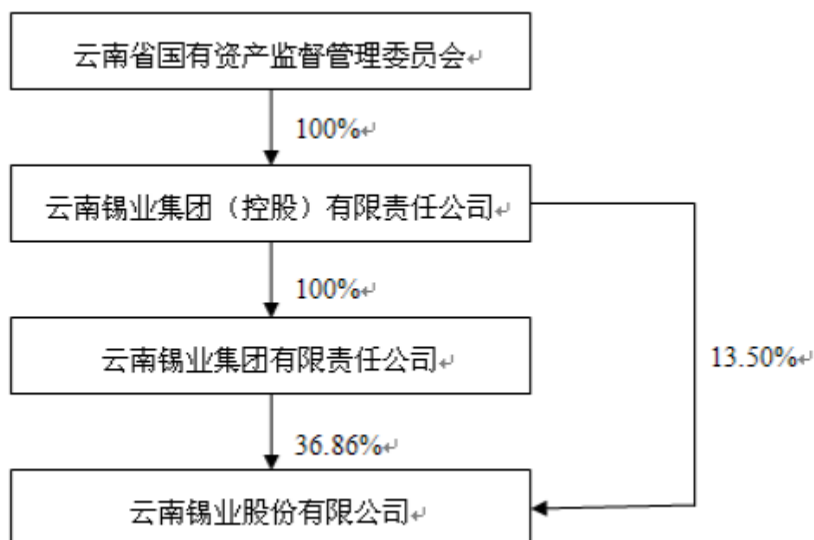 云南省国有资产监督管理委员会
100%
云南锡业集团（控股）有限责任公司
100%
云南锡业集团有限责任公司
13.50%
36.86%
云南锡业股份有限公司